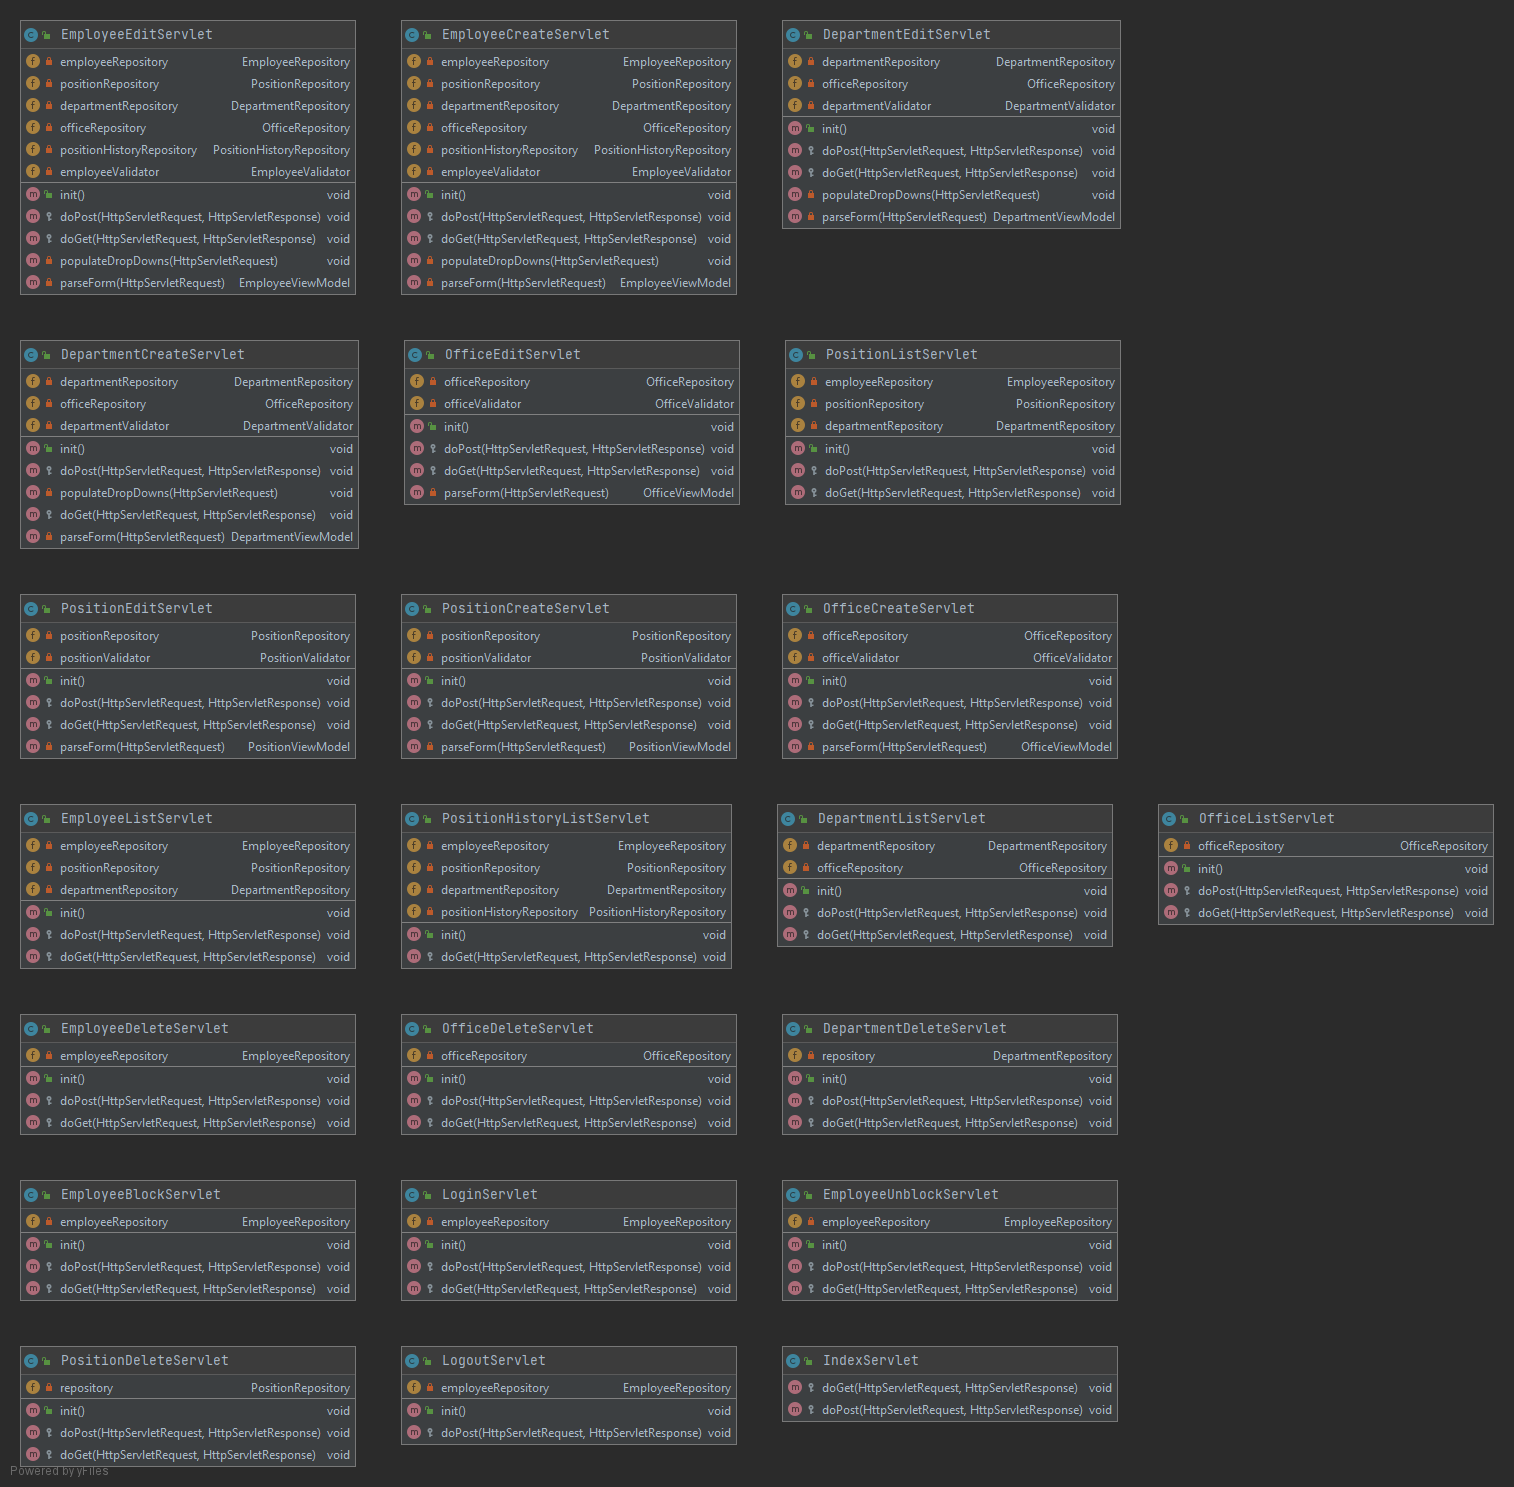 EmployeeEditServlet
employeeRepository EmployeeRepository
positionRepository PositionRepository
departmentRepository DepartmentRepository
officeRepository OfficeRepository
positionHistoryRepository PositionHistoryRepository
employeeValidator EmployeeValidator
init() void
doPost(HttpServletRequest, HttpServletResponse) void
doGet(HttpServletRequest, HttpServletResponse) void
populateDropDowns(HttpServletRequest) void
parseForm(HttpServletRequest) EmployeeViewModel
EmployeeCreateServlet
employeeRepository EmployeeRepository
positionRepository PositionRepository
departmentRepository DepartmentRepository
officeRepository OfficeRepository
positionHistoryRepository PositionHistoryRepository
employeeValidator EmployeeValidator
init() void
doPost(HttpServletRequest, HttpServletResponse) void
doGet(HttpServletRequest, HttpServletResponse) void
populateDropDowns(HttpServletRequest) void
parseForm(HttpServletRequest) EmployeeViewModel
DepartmentEditServlet
departmentRepository DepartmentRepository
officeRepository OfficeRepository
departmentValidator DepartmentValidator
init() void
doPost(HttpServletRequest, HttpServletResponse) void
doGet(HttpServletRequest, HttpServletResponse) void
populateDropDowns(HttpServletRequest) void
parseForm(HttpServletRequest) DepartmentViewModel
DepartmentCreateServlet
departmentRepository DepartmentRepository
officeRepository OfficeRepository
departmentValidator DepartmentValidator
init() void
doPost(HttpServletRequest, HttpServletResponse) void
populateDropDowns(HttpServletRequest) void
doGet(HttpServletRequest, HttpServletResponse) void
parseForm(HttpServletRequest) DepartmentViewModel
OfficeEditServlet
officeRepository OfficeRepository
officeValidator OfficeValidator
init() void
doPost(HttpServletRequest, HttpServletResponse) void
doGet(HttpServletRequest, HttpServletResponse) void
parseForm(HttpServletRequest) OfficeViewModel
PositionListServlet
employeeRepository EmployeeRepository
positionRepository PositionRepository
departmentRepository DepartmentRepository
init() void
doPost(HttpServletRequest, HttpServletResponse) void
doGet(HttpServletRequest, HttpServletResponse) void
PositionEditServlet
positionRepository PositionRepository
positionValidator PositionValidator
init() void
doPost(HttpServletRequest, HttpServletResponse) void
doGet(HttpServletRequest, HttpServletResponse) void
parseForm(HttpServletRequest) PositionViewModel
PositionCreateServlet
positionRepository PositionRepository
positionValidator PositionValidator
init() void
doPost(HttpServletRequest, HttpServletResponse) void
doGet(HttpServletRequest, HttpServletResponse) void
parseForm(HttpServletRequest) PositionViewModel
OfficeCreateServlet
officeRepository OfficeRepository
officeValidator OfficeValidator
init() void
doPost(HttpServletRequest, HttpServletResponse) void
doGet(HttpServletRequest, HttpServletResponse) void
parseForm(HttpServletRequest) OfficeViewModel
EmployeeListServlet
employeeRepository EmployeeRepository
positionRepository PositionRepository
departmentRepository DepartmentRepository
init() void
doPost(HttpServletRequest, HttpServletResponse) void
doGet(HttpServletRequest, HttpServletResponse) void
PositionHistoryListServlet
employeeRepository EmployeeRepository
positionRepository PositionRepository
departmentRepository DepartmentRepository
positionHistoryRepository PositionHistoryRepository
init() void
doGet(HttpServletRequest, HttpServletResponse) void
DepartmentListServlet
departmentRepository DepartmentRepository
officeRepository OfficeRepository
init() void
doPost(HttpServletRequest, HttpServletResponse) void
doGet(HttpServletRequest, HttpServletResponse) void
OfficeListServlet
officeRepository OfficeRepository
init() void
doPost(HttpServletRequest, HttpServletResponse) void
doGet(HttpServletRequest, HttpServletResponse) void
EmployeeDeleteServlet
employeeRepository EmployeeRepository
init() void
doPost(HttpServletRequest, HttpServletResponse) void
doGet(HttpServletRequest, HttpServletResponse) void
OfficeDeleteServlet
officeRepository OfficeRepository
init() void
doPost(HttpServletRequest, HttpServletResponse) void
doGet(HttpServletRequest, HttpServletResponse) void
DepartmentDeleteServlet
repository DepartmentRepository
init() void
doPost(HttpServletRequest, HttpServletResponse) void
doGet(HttpServletRequest, HttpServletResponse) void
EmployeeBlockServlet
employeeRepository EmployeeRepository
init() void
doPost(HttpServletRequest, HttpServletResponse) void
doGet(HttpServletRequest, HttpServletResponse) void
LoginServlet
employeeRepository EmployeeRepository
init() void
doPost(HttpServletRequest, HttpServletResponse) void
doGet(HttpServletRequest, HttpServletResponse) void
EmployeeUnblockServlet
employeeRepository EmployeeRepository
init() void
doPost(HttpServletRequest, HttpServletResponse) void
doGet(HttpServletRequest, HttpServletResponse) void
PositionDeleteServlet
repository PositionRepository
init() void
doPost(HttpServletRequest, HttpServletResponse) void
doGet(HttpServletRequest, HttpServletResponse) void
LogoutServlet
employeeRepository EmployeeRepository
init() void
doPost(HttpServletRequest, HttpServletResponse) void
IndexServlet
doGet(HttpServletRequest, HttpServletResponse) void
doPost(HttpServletRequest, HttpServletResponse) void
Powered by yFiles